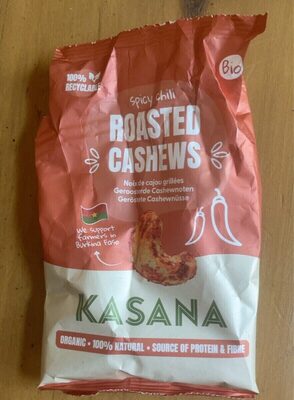 100%
RECYCLABLE
Bio
spicy chili
ROASTED
CASHEWS
Noix de cajou grillées
Geroosterde Cashewnoten
Geröstete Cashewnüsse
We support
farmers in
Burkina Faso
KASANA
ORGANIC • 100% NATURAL • SOURCE OF PROTEIN & FIBRE